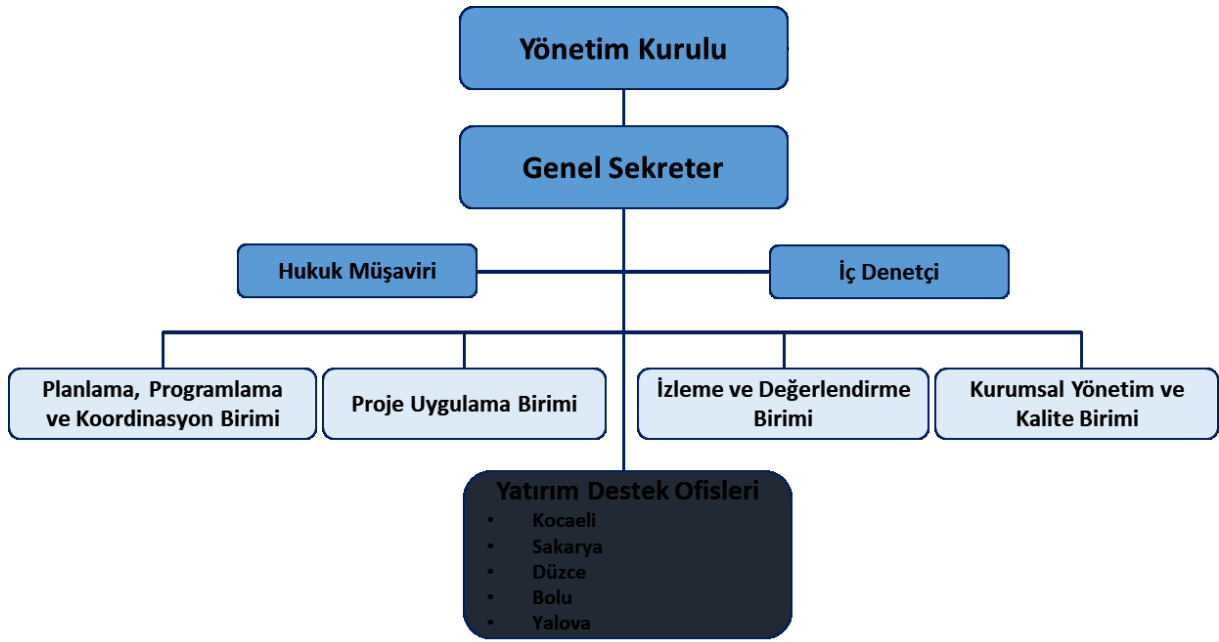 Yönetim Kurulu
Genel Sekreter
Hukuk Müşaviri
İç Denetçi
Planlama, Programlama
ve Koordinasyon Birimi
Proje Uygulama Birimi
İzleme ve Değerlendirme
Birimi
Kurumsal Yönetim ve
Kalite Birimi
Yatırım Destek Ofisleri
• Kocaeli
• Sakarya
• Düzce
• Bolu
• Yalova